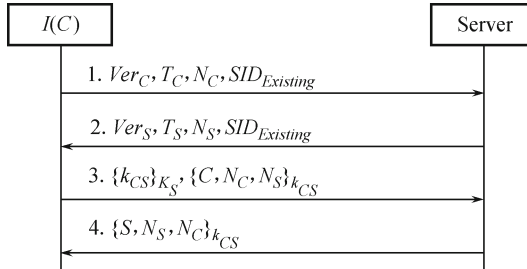 I(C)
Server
1. Ver_C, T_C, N_C, SID_Existing
2. Ver_S, T_S, N_S, SID_Existing
3. {k_CS}_K_S, {C, N_C, N_S}_k_CS
4. {S, N_S, N_C}_k_CS